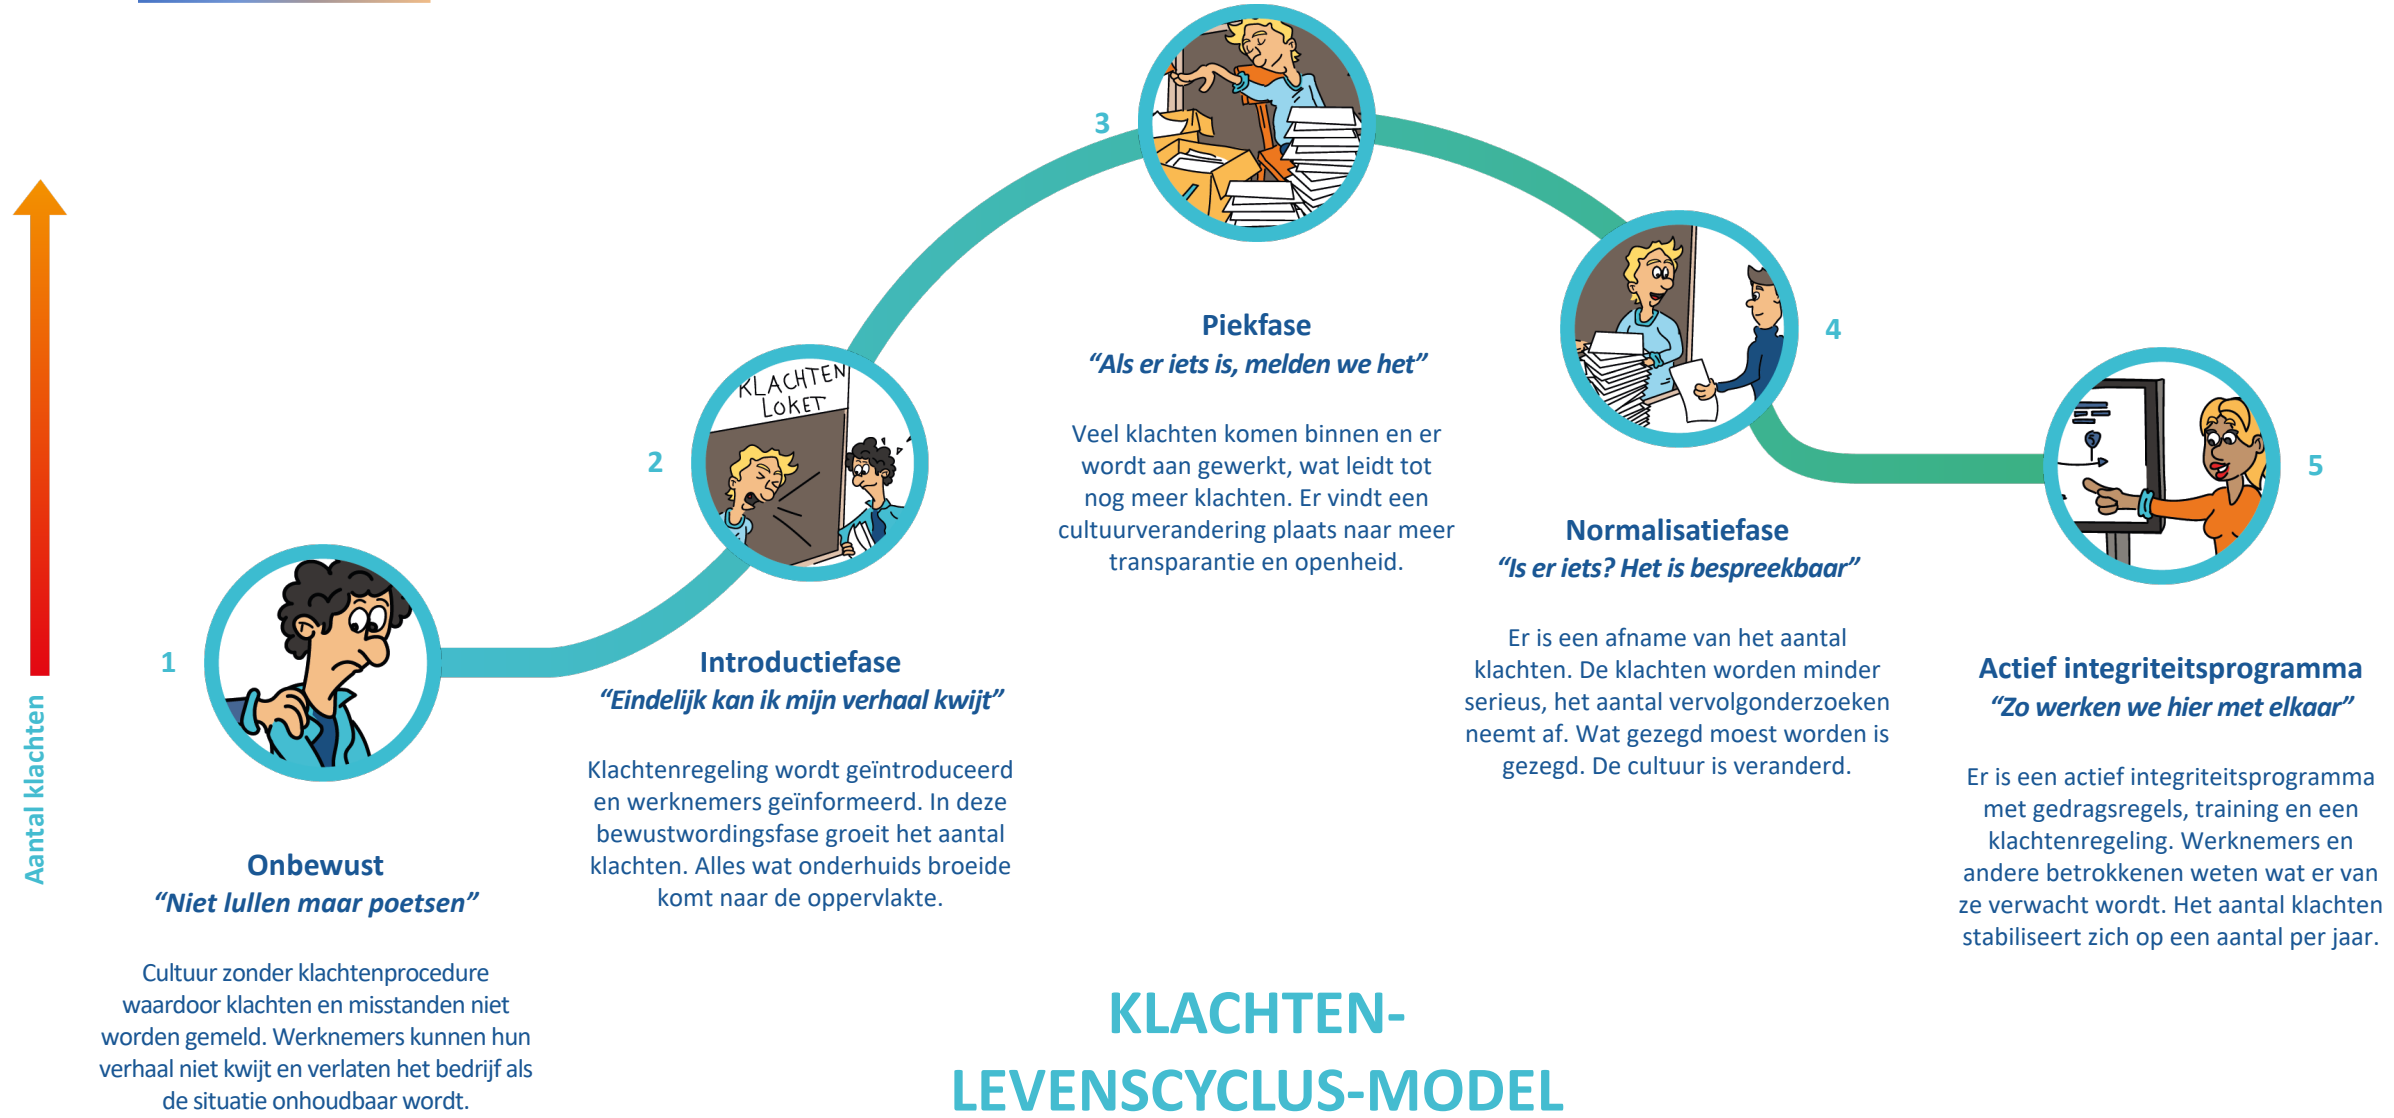 Aantal klachten
1
Onbewust
“Niet lullen maar poetsen”
Cultuur zonder klachtenprocedure
waardoor klachten en misstanden niet
worden gemeld. Werknemers kunnen hun
verhaal niet kwijt en verlaten het bedrijf als
de situatie onhoudbaar wordt.
2
KLACHTEN
LOKET
Introductiefase
“Eindelijk kan ik mijn verhaal kwijt”
Klachtenregeling wordt geïntroduceerd
en werknemers geïnformeerd. In deze
bewustwordingsfase groeit het aantal
klachten. Alles wat onderhuids broeide
komt naar de oppervlakte.
3
Piekfase
“Als er iets is, melden we het”
Veel klachten komen binnen en er
wordt aan gewerkt, wat leidt tot
nog meer klachten. Er vindt een
cultuurverandering plaats naar meer
transparantie en openheid.
4
Normalisatiefase
“Is er iets? Het is bespreekbaar”
Er is een afname van het aantal
klachten. De klachten worden minder
serieus, het aantal vervolgonderzoeken
neemt af. Wat gezegd moest worden is
gezegd. De cultuur is veranderd.
5
5
Actief integriteitsprogramma
“Zo werken we hier met elkaar”
Er is een actief integriteitsprogramma
met gedragsregels, training en een
klachtenregeling. Werknemers en
andere betrokkenen weten wat er van
ze verwacht wordt. Het aantal klachten
stabiliseert zich op een aantal per jaar.
KLACHTEN-
LEVENSCYCLUS-MODEL